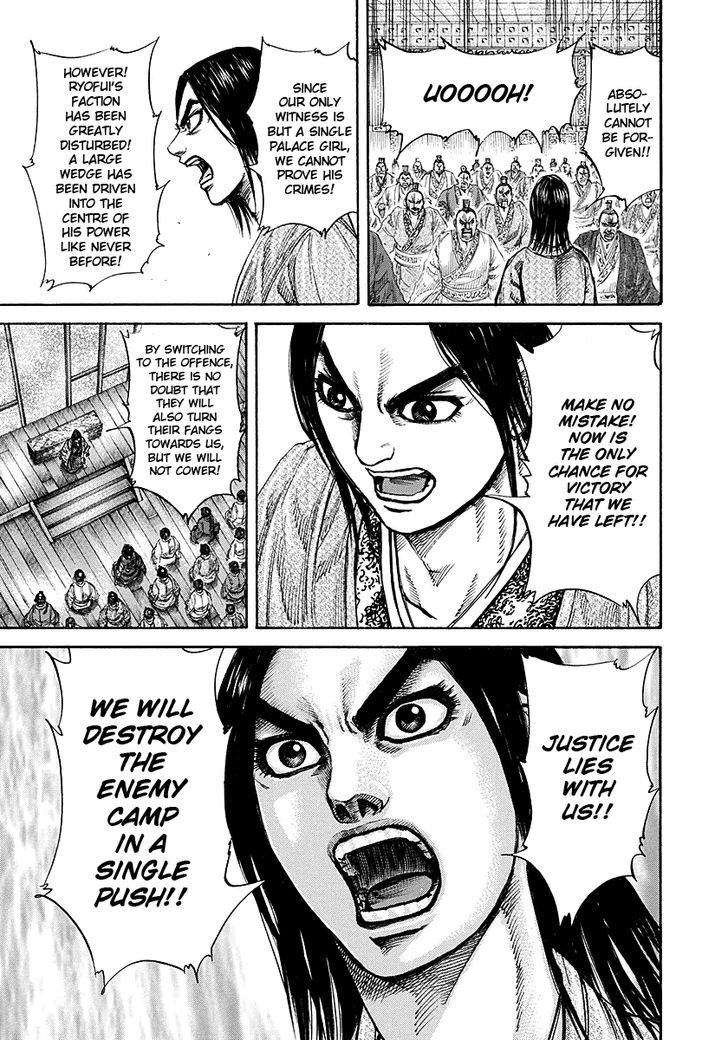 ABSO-
LUTELY
CANNOT
BE FOR-
GIVEN!!
UOOOOH!
SINCE
OUR ONLY
WITNESS IS
BUT A SINGLE
PALACE GIRL,
WE CANNOT
PROVE HIS
CRIMES!
HOWEVER!
RYOFUI'S
FACTION
HAS BEEN
GREATLY
DISTURBED!
A LARGE
WEDGE HAS
BEEN DRIVEN
INTO THE
CENTRE OF
HIS POWER
LIKE NEVER
BEFORE!
MAKE NO
MISTAKE!
NOW IS
THE ONLY
CHANCE FOR
VICTORY
THAT WE
HAVE LEFT!!
BY SWITCHING
TO THE OFFENCE,
THERE IS NO
DOUBT THAT
THEY WILL
ALSO TURN
THEIR FANGS
TOWARDS US,
BUT WE WILL
NOT COWER!
JUSTICE
LIES WITH
US!!
WE WILL
DESTROY
THE
ENEMY
CAMP
IN A
SINGLE
PUSH!!